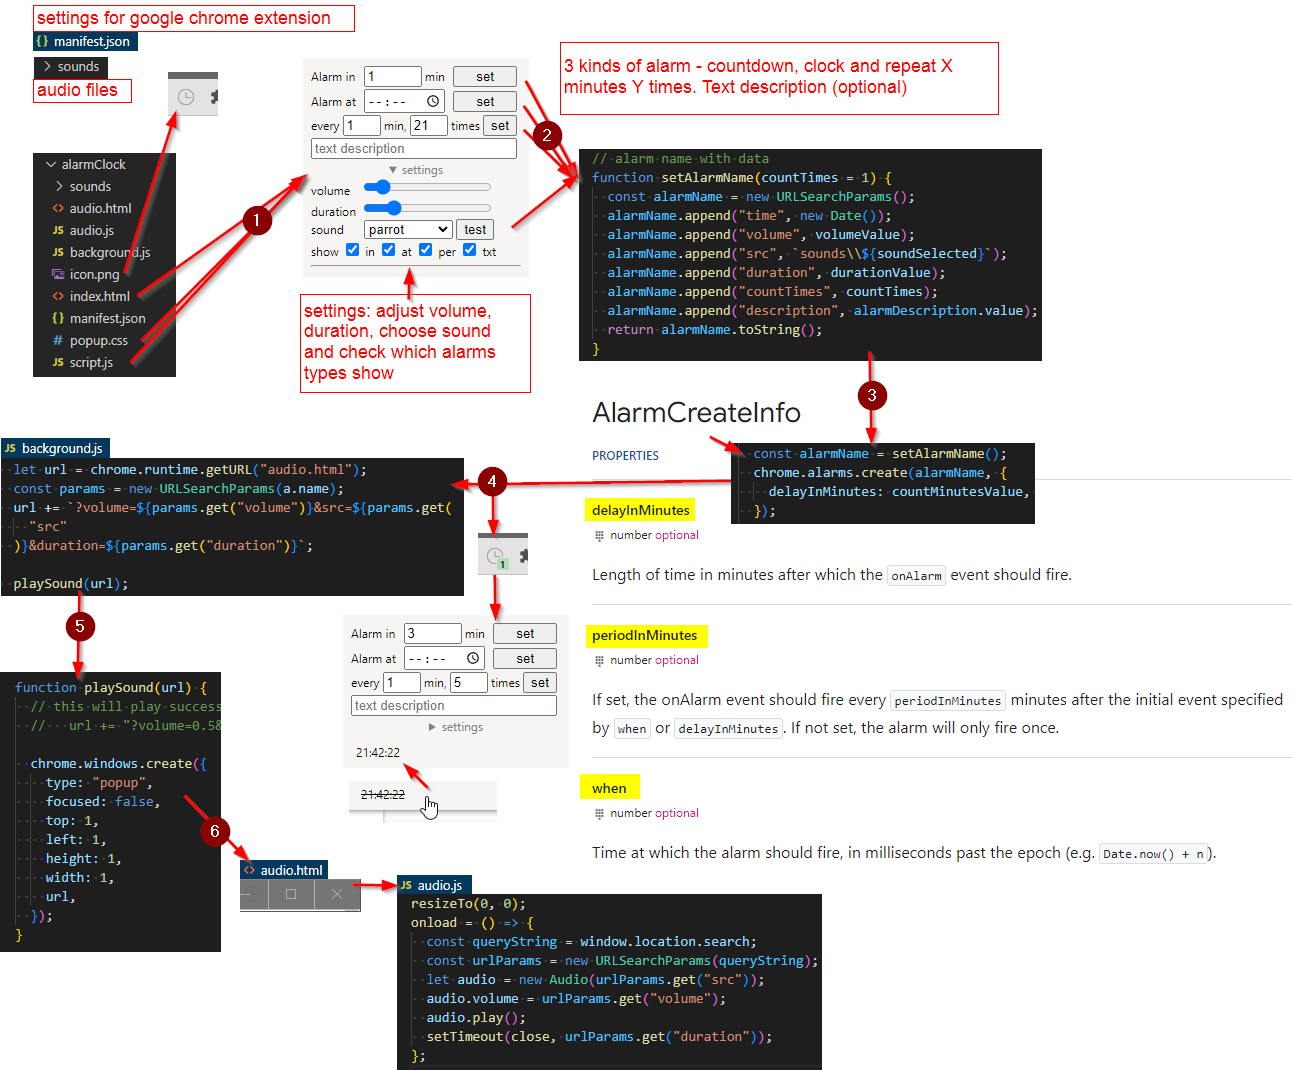 settings for google chrome extension
{} manifest.json
> sounds
audio files
alarmClock
> sounds
<> audio.html
JS audio.js
JS background.js
icon.png
<> index.html
{} manifest.json
# popup.css
JS script.js
1
Alarm in 1 min set
Alarm at --:-- set
every 1 min, 21 times set
text description
▼ settings
volume
duration
sound parrot test
show in at per txt
settings: adjust volume,
duration, choose sound
and check which alarms
types show
3 kinds of alarm - countdown, clock and repeat X
minutes Y times. Text description (optional)
2
// alarm name with data
function setAlarmName(countTimes = 1) {
const alarmName = new URLSearchParams();
alarmName.append("time", new Date());
alarmName.append("volume", volumeValue);
alarmName.append("src", `sounds\\${soundSelected}`);
alarmName.append("duration", durationValue);
alarmName.append("countTimes", countTimes);
alarmName.append("description", alarmDescription.value);
return alarmName.toString();
}
3
AlarmCreateInfo
PROPERTIES
const alarmName = setAlarmName();
chrome.alarms.create(alarmName, {
delayInMinutes: countMinutesValue,
});
delayInMinutes
number optional
Length of time in minutes after which the onAlarm event should fire.
periodInMinutes
number optional
If set, the onAlarm event should fire every periodInMinutes minutes after the initial event specified
by when or delayInMinutes. If not set, the alarm will only fire once.
when
number optional
Time at which the alarm should fire, in milliseconds past the epoch (e.g. Date.now() + n).
4
JS background.js
let url = chrome.runtime.getURL("audio.html");
const params = new URLSearchParams(a.name);
url += `?volume=${params.get("volume")}&src=${params.get(
"src"
)}&duration=${params.get("duration")}`;
playSound(url);
1
Alarm in 3 min set
Alarm at --:-- set
every 1 min, 5 times set
text description
▶ settings
21:42:22
21:42:22
5
function playSound(url) {
// this will play success
// url += "?volume=0.5&
chrome.windows.create({
type: "popup",
focused: false,
top: 1,
left: 1,
height: 1,
width: 1,
url,
});
}
6
<> audio.html
JS audio.js
resizeTo(0, 0);
onload = () => {
const queryString = window.location.search;
const urlParams = new URLSearchParams(queryString);
let audio = new Audio(urlParams.get("src"));
audio.volume = urlParams.get("volume");
audio.play();
setTimeout(close, urlParams.get("duration"));
};